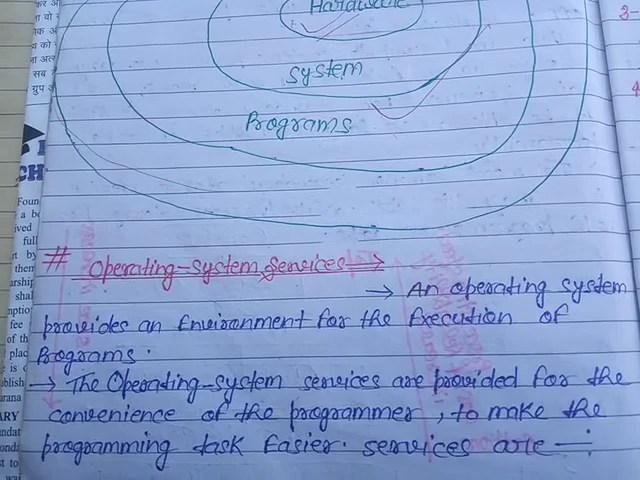 Hardware
System
Programs
# Operating-System Services →
→ An operating system
provides an Environment for the Execution of
Programs.
→ The Operating-system services are provided for the
convenience of the programmer, to make the
programming task Easier. services are —: